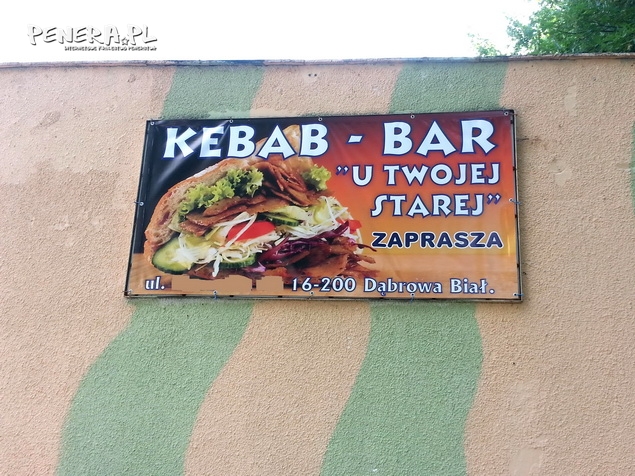 PENERA.PL
KEBAB - BAR
"U TWOJEJ
STAREJ"
ZAPRASZA
ul. 16-200 Dąbrowa Biał.